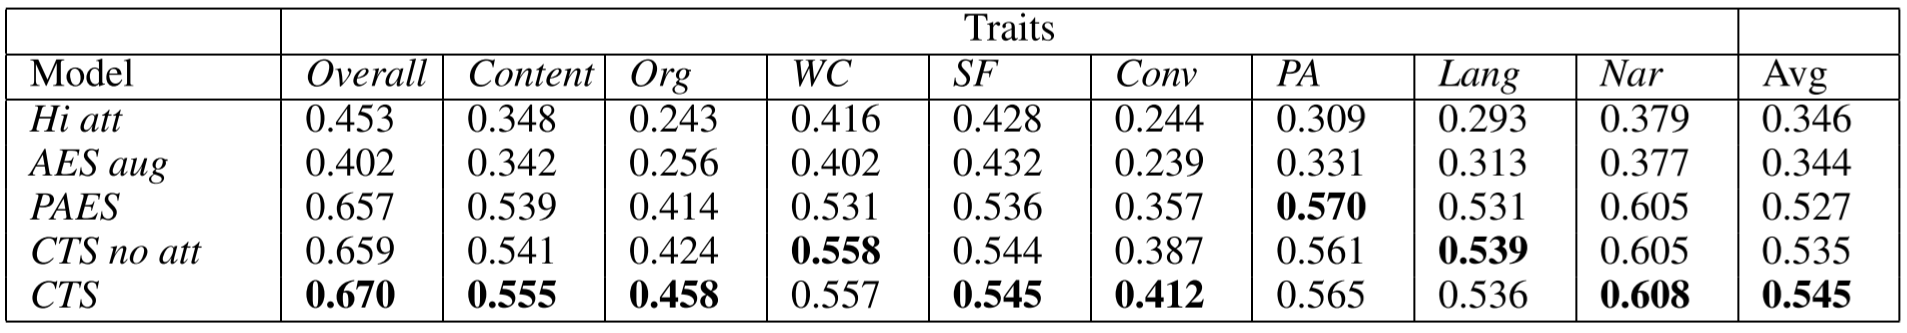 Traits
Model Overall Content Org WC SF Conv PA Lang Nar Avg
Hi att 0.453 0.348 0.243 0.416 0.428 0.244 0.309 0.293 0.379 0.346
AES aug 0.402 0.342 0.256 0.402 0.432 0.239 0.331 0.313 0.377 0.344
PAES 0.657 0.539 0.414 0.531 0.536 0.357 0.570 0.531 0.605 0.527
CTS no att 0.659 0.541 0.424 0.558 0.544 0.387 0.561 0.539 0.605 0.535
CTS 0.670 0.555 0.458 0.557 0.545 0.412 0.565 0.536 0.608 0.545